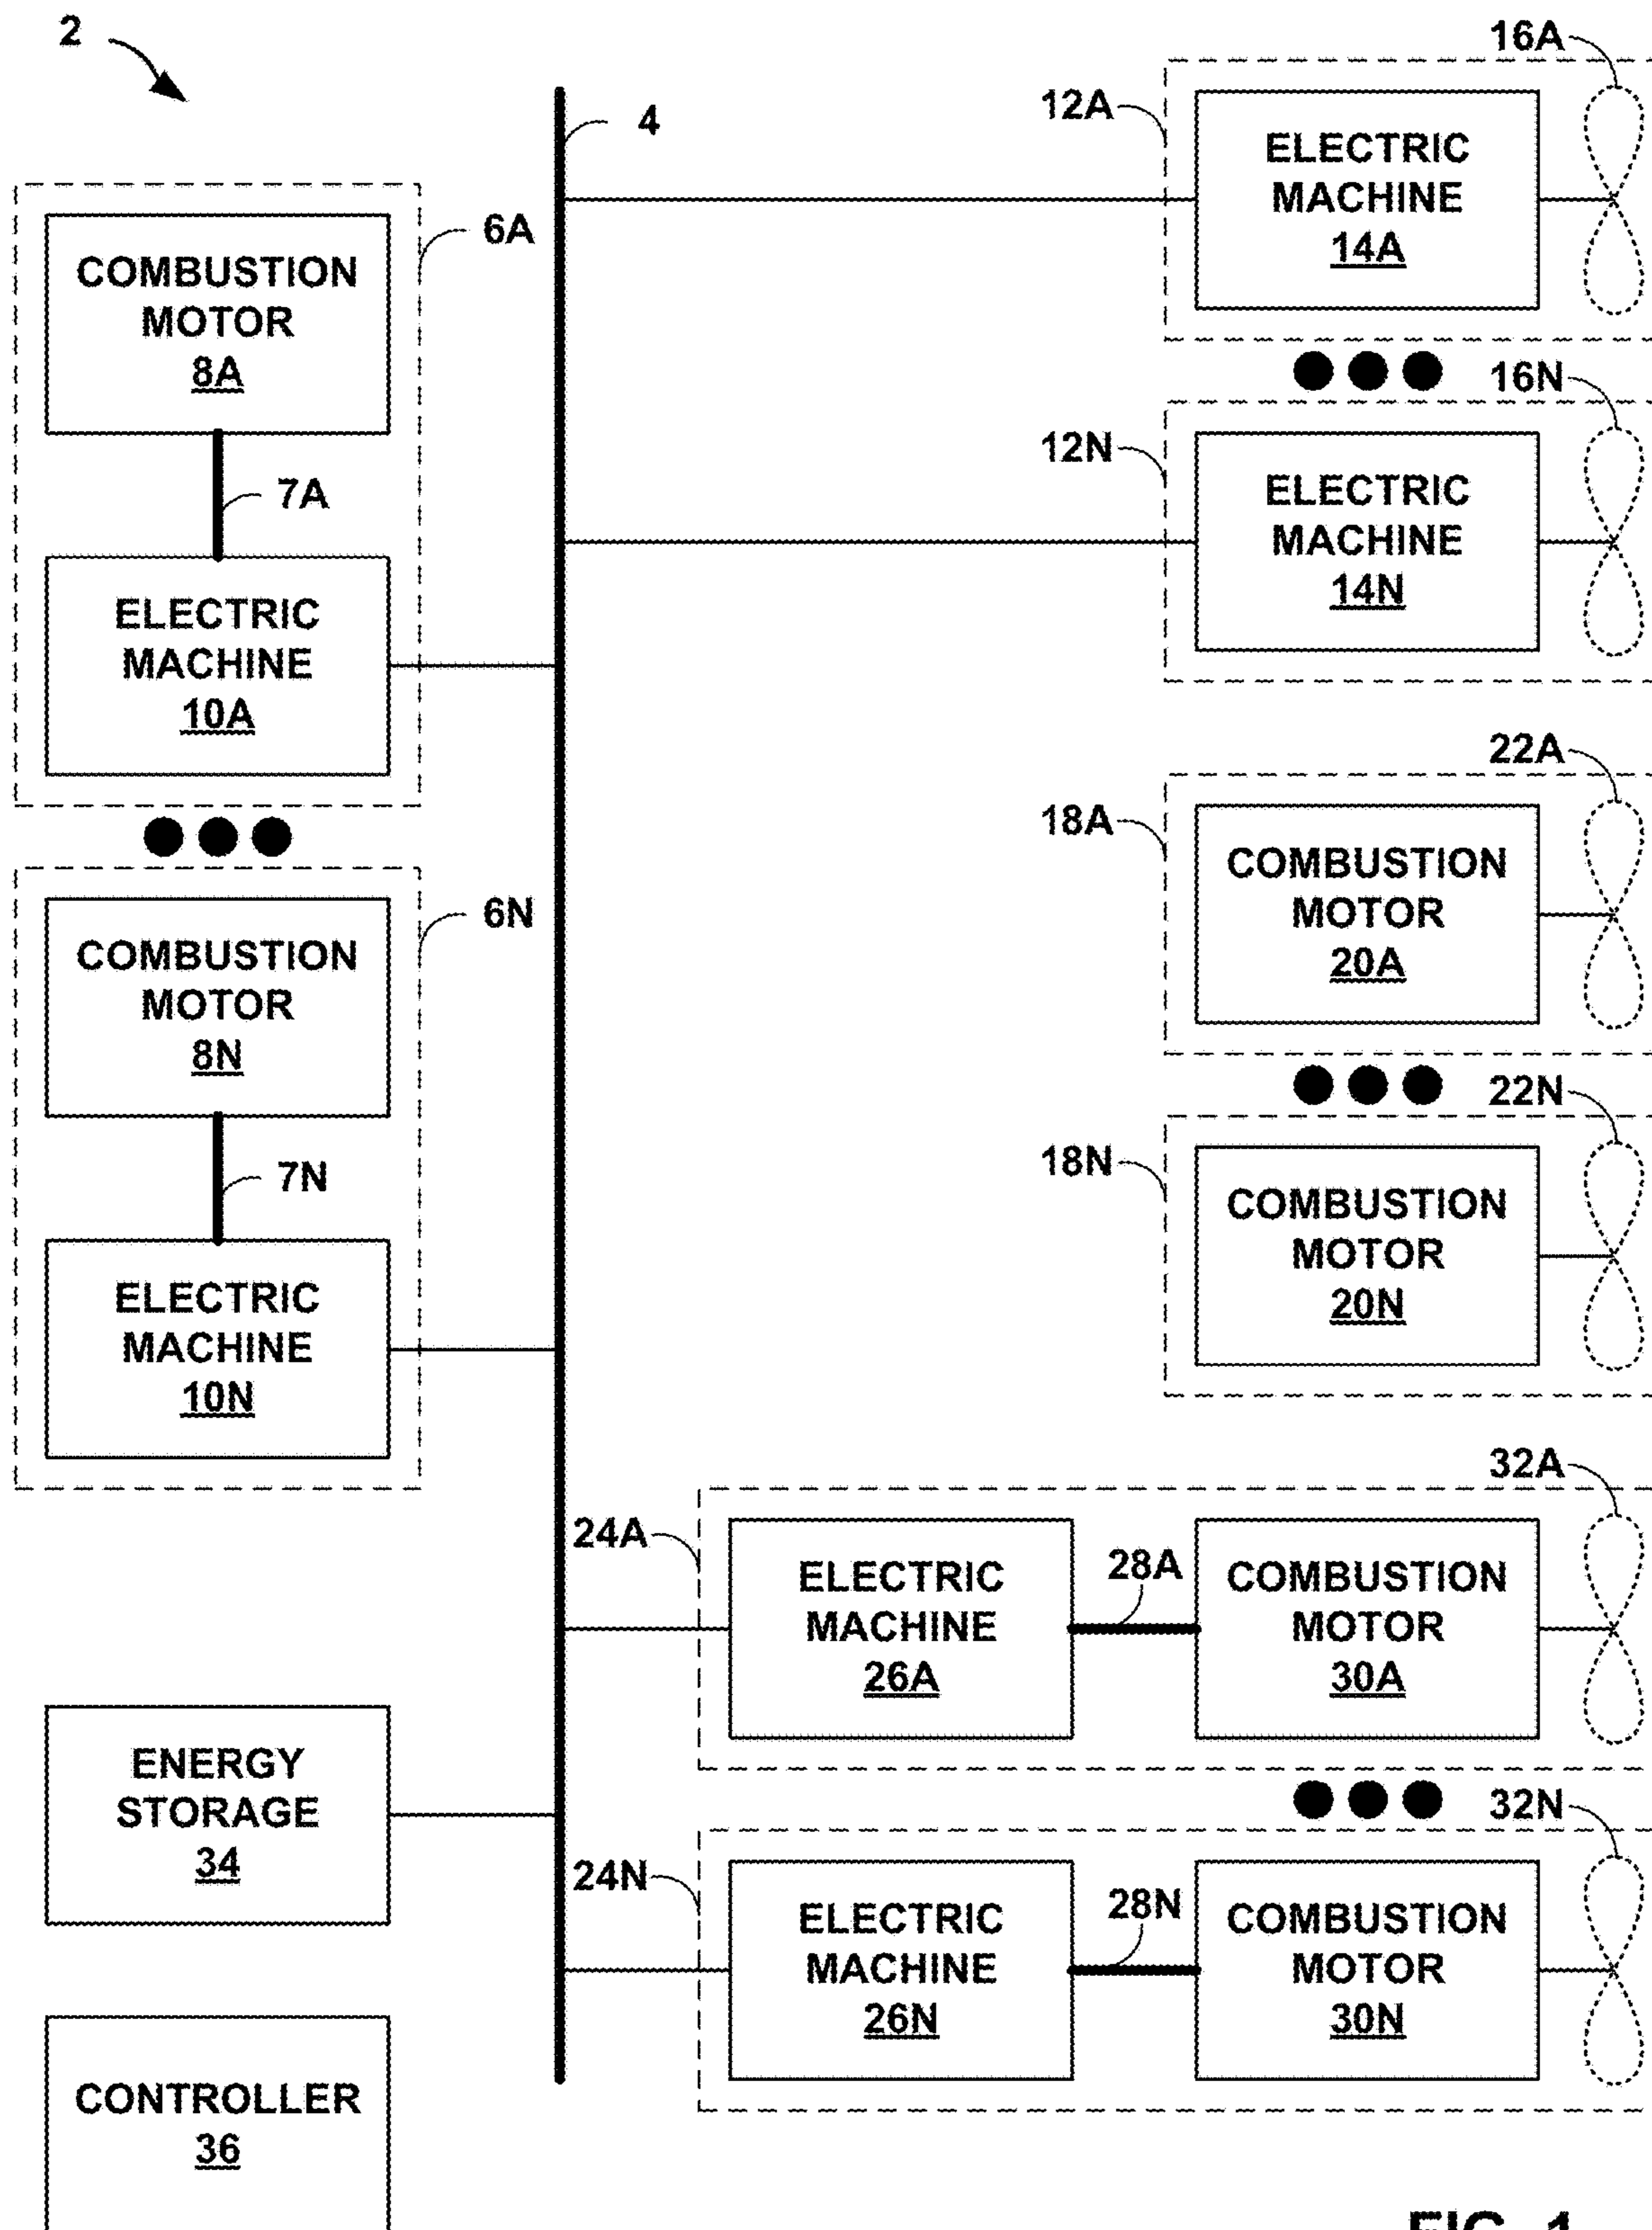 2
4
6A
COMBUSTION
MOTOR
8A
7A
ELECTRIC
MACHINE
10A
6N
COMBUSTION
MOTOR
8N
7N
ELECTRIC
MACHINE
10N
ENERGY
STORAGE
34
CONTROLLER
36
16A
12A
ELECTRIC
MACHINE
14A
16N
12N
ELECTRIC
MACHINE
14N
22A
18A
COMBUSTION
MOTOR
20A
22N
18N
COMBUSTION
MOTOR
20N
32A
24A
ELECTRIC
MACHINE
26A
28A
COMBUSTION
MOTOR
30A
32N
24N
ELECTRIC
MACHINE
26N
28N
COMBUSTION
MOTOR
30N
FIG. 1